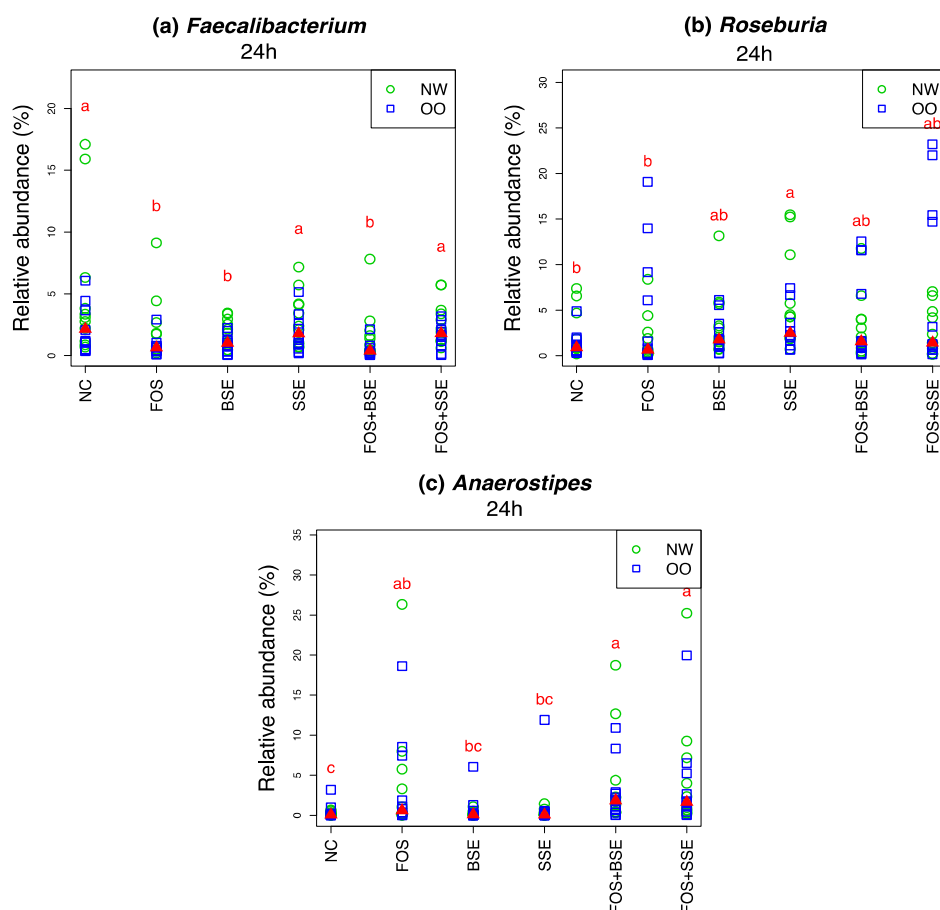 (a) Faecalibacterium
24h
Relative abundance (%)
20
15
10
5
0
a
b
b
a
b
a
NW
OO
NC
FOS
BSE
SSE
FOS+BSE
FOS+SSE
(b) Roseburia
24h
Relative abundance (%)
30
25
20
15
10
5
0
b
b
ab
a
ab
ab
NW
OO
NC
FOS
BSE
SSE
FOS+BSE
FOS+SSE
(c) Anaerostipes
24h
Relative abundance (%)
35
30
25
20
15
10
5
0
c
ab
bc
bc
a
a
NW
OO
NC
FOS
BSE
SSE
FOS+BSE
FOS+SSE